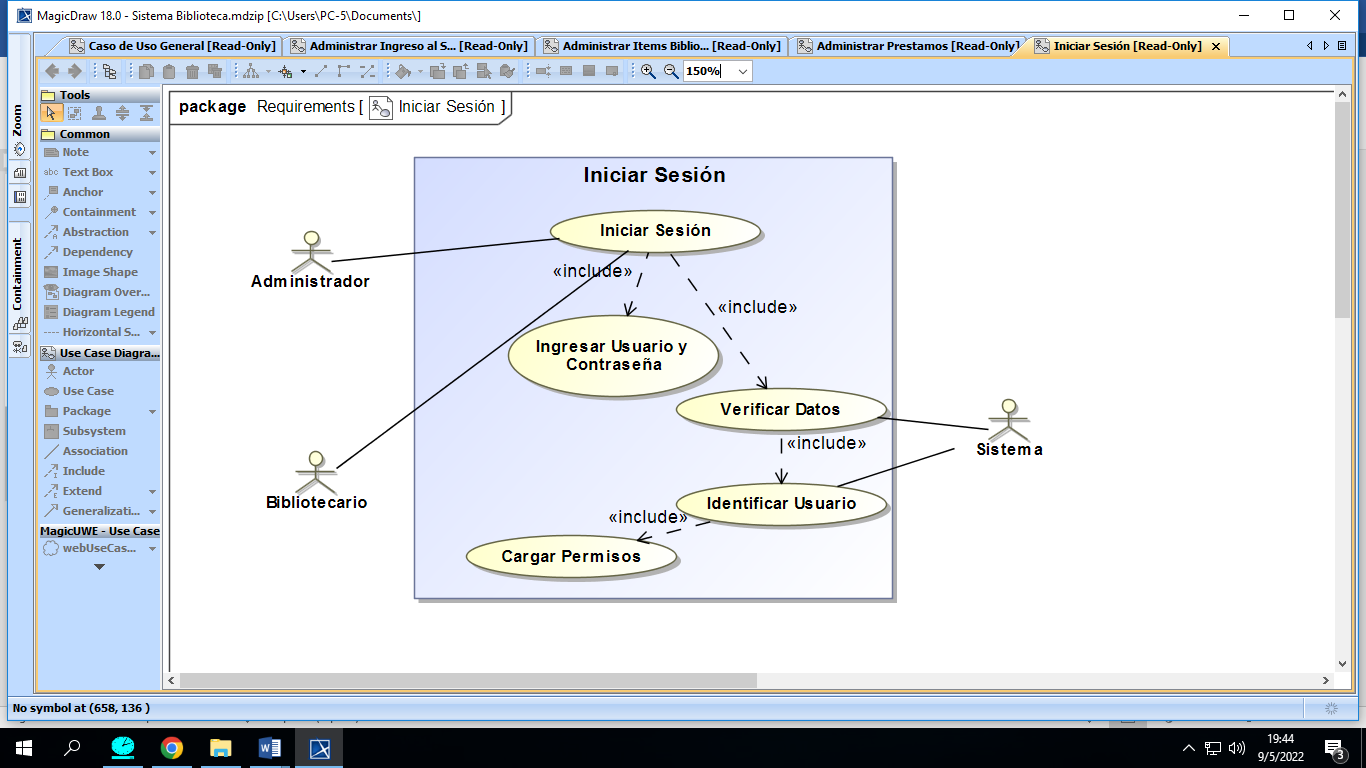 MagicDraw 18.0 - Sistema Biblioteca.mdzip [C:\Users\PC-5\Documents\]
Caso de Uso General [Read-Only]
Administrar Ingreso al S... [Read-Only]
Administrar Items Biblio... [Read-Only]
Administrar Prestamos [Read-Only]
Iniciar Sesión [Read-Only]
150%
Zoom
Containment
Tools
Common
Note
abc Text Box
Anchor
Containment
Abstraction
Dependency
Image Shape
Diagram Over...
Diagram Legend
Horizontal S...
Use Case Diagra...
Actor
Use Case
Package
Subsystem
Association
Include
Extend
Generalizati...
MagicUWE - Use Case
webUseCas...
package Requirements [ Iniciar Sesión ]
Iniciar Sesión
Iniciar Sesión
Administrador
«include»
«include»
Ingresar Usuario y
Contraseña
Verificar Datos
«include»
Sistema
Bibliotecario
Identificar Usuario
«include»
Cargar Permisos
No symbol at (658, 136 )
19:44
9/5/2022
3